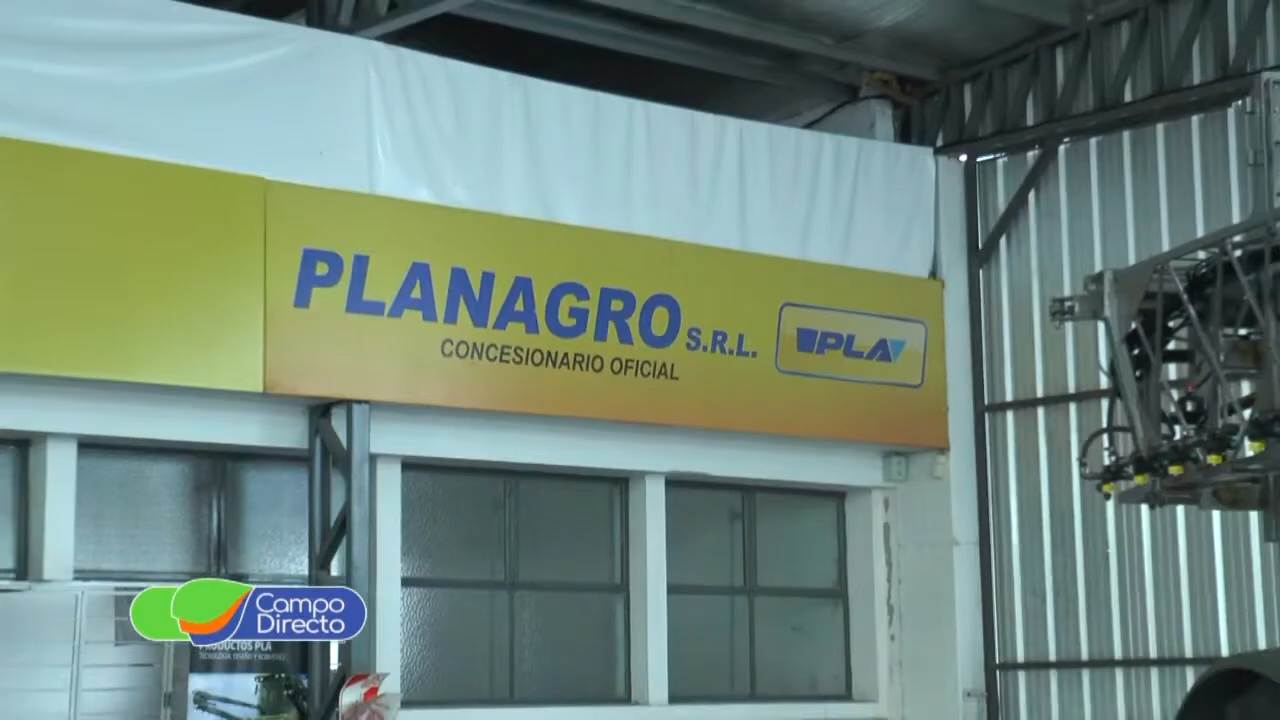 PLANAGRO S.R.L.
CONCESIONARIO OFICIAL
PLA
Campo
Directo
PRODUCTOS PLA